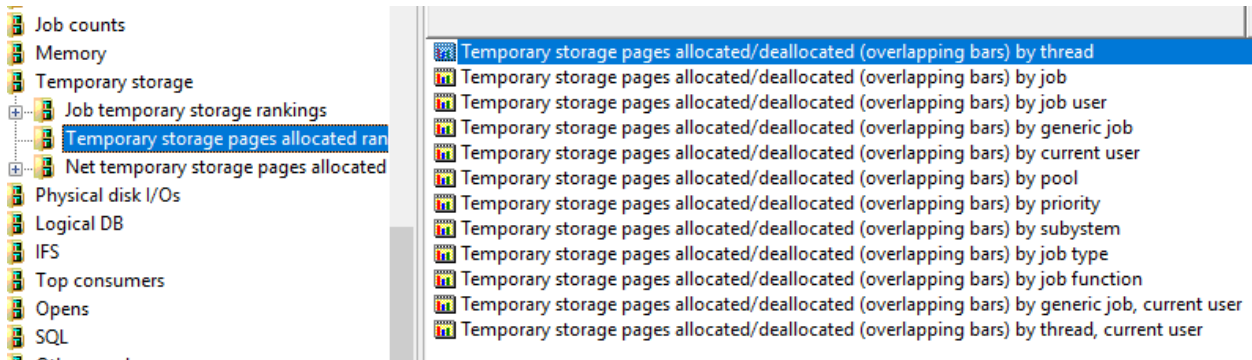 Job counts
Memory
Temporary storage
Job temporary storage rankings
Temporary storage pages allocated ran
Net temporary storage pages allocated
Physical disk I/Os
Logical DB
IFS
Top consumers
Opens
SQL
Temporary storage pages allocated/deallocated (overlapping bars) by thread
Temporary storage pages allocated/deallocated (overlapping bars) by job
Temporary storage pages allocated/deallocated (overlapping bars) by job user
Temporary storage pages allocated/deallocated (overlapping bars) by generic job
Temporary storage pages allocated/deallocated (overlapping bars) by current user
Temporary storage pages allocated/deallocated (overlapping bars) by pool
Temporary storage pages allocated/deallocated (overlapping bars) by priority
Temporary storage pages allocated/deallocated (overlapping bars) by subystem
Temporary storage pages allocated/deallocated (overlapping bars) by job type
Temporary storage pages allocated/deallocated (overlapping bars) by job function
Temporary storage pages allocated/deallocated (overlapping bars) by generic job, current user
Temporary storage pages allocated/deallocated (overlapping bars) by thread, current user